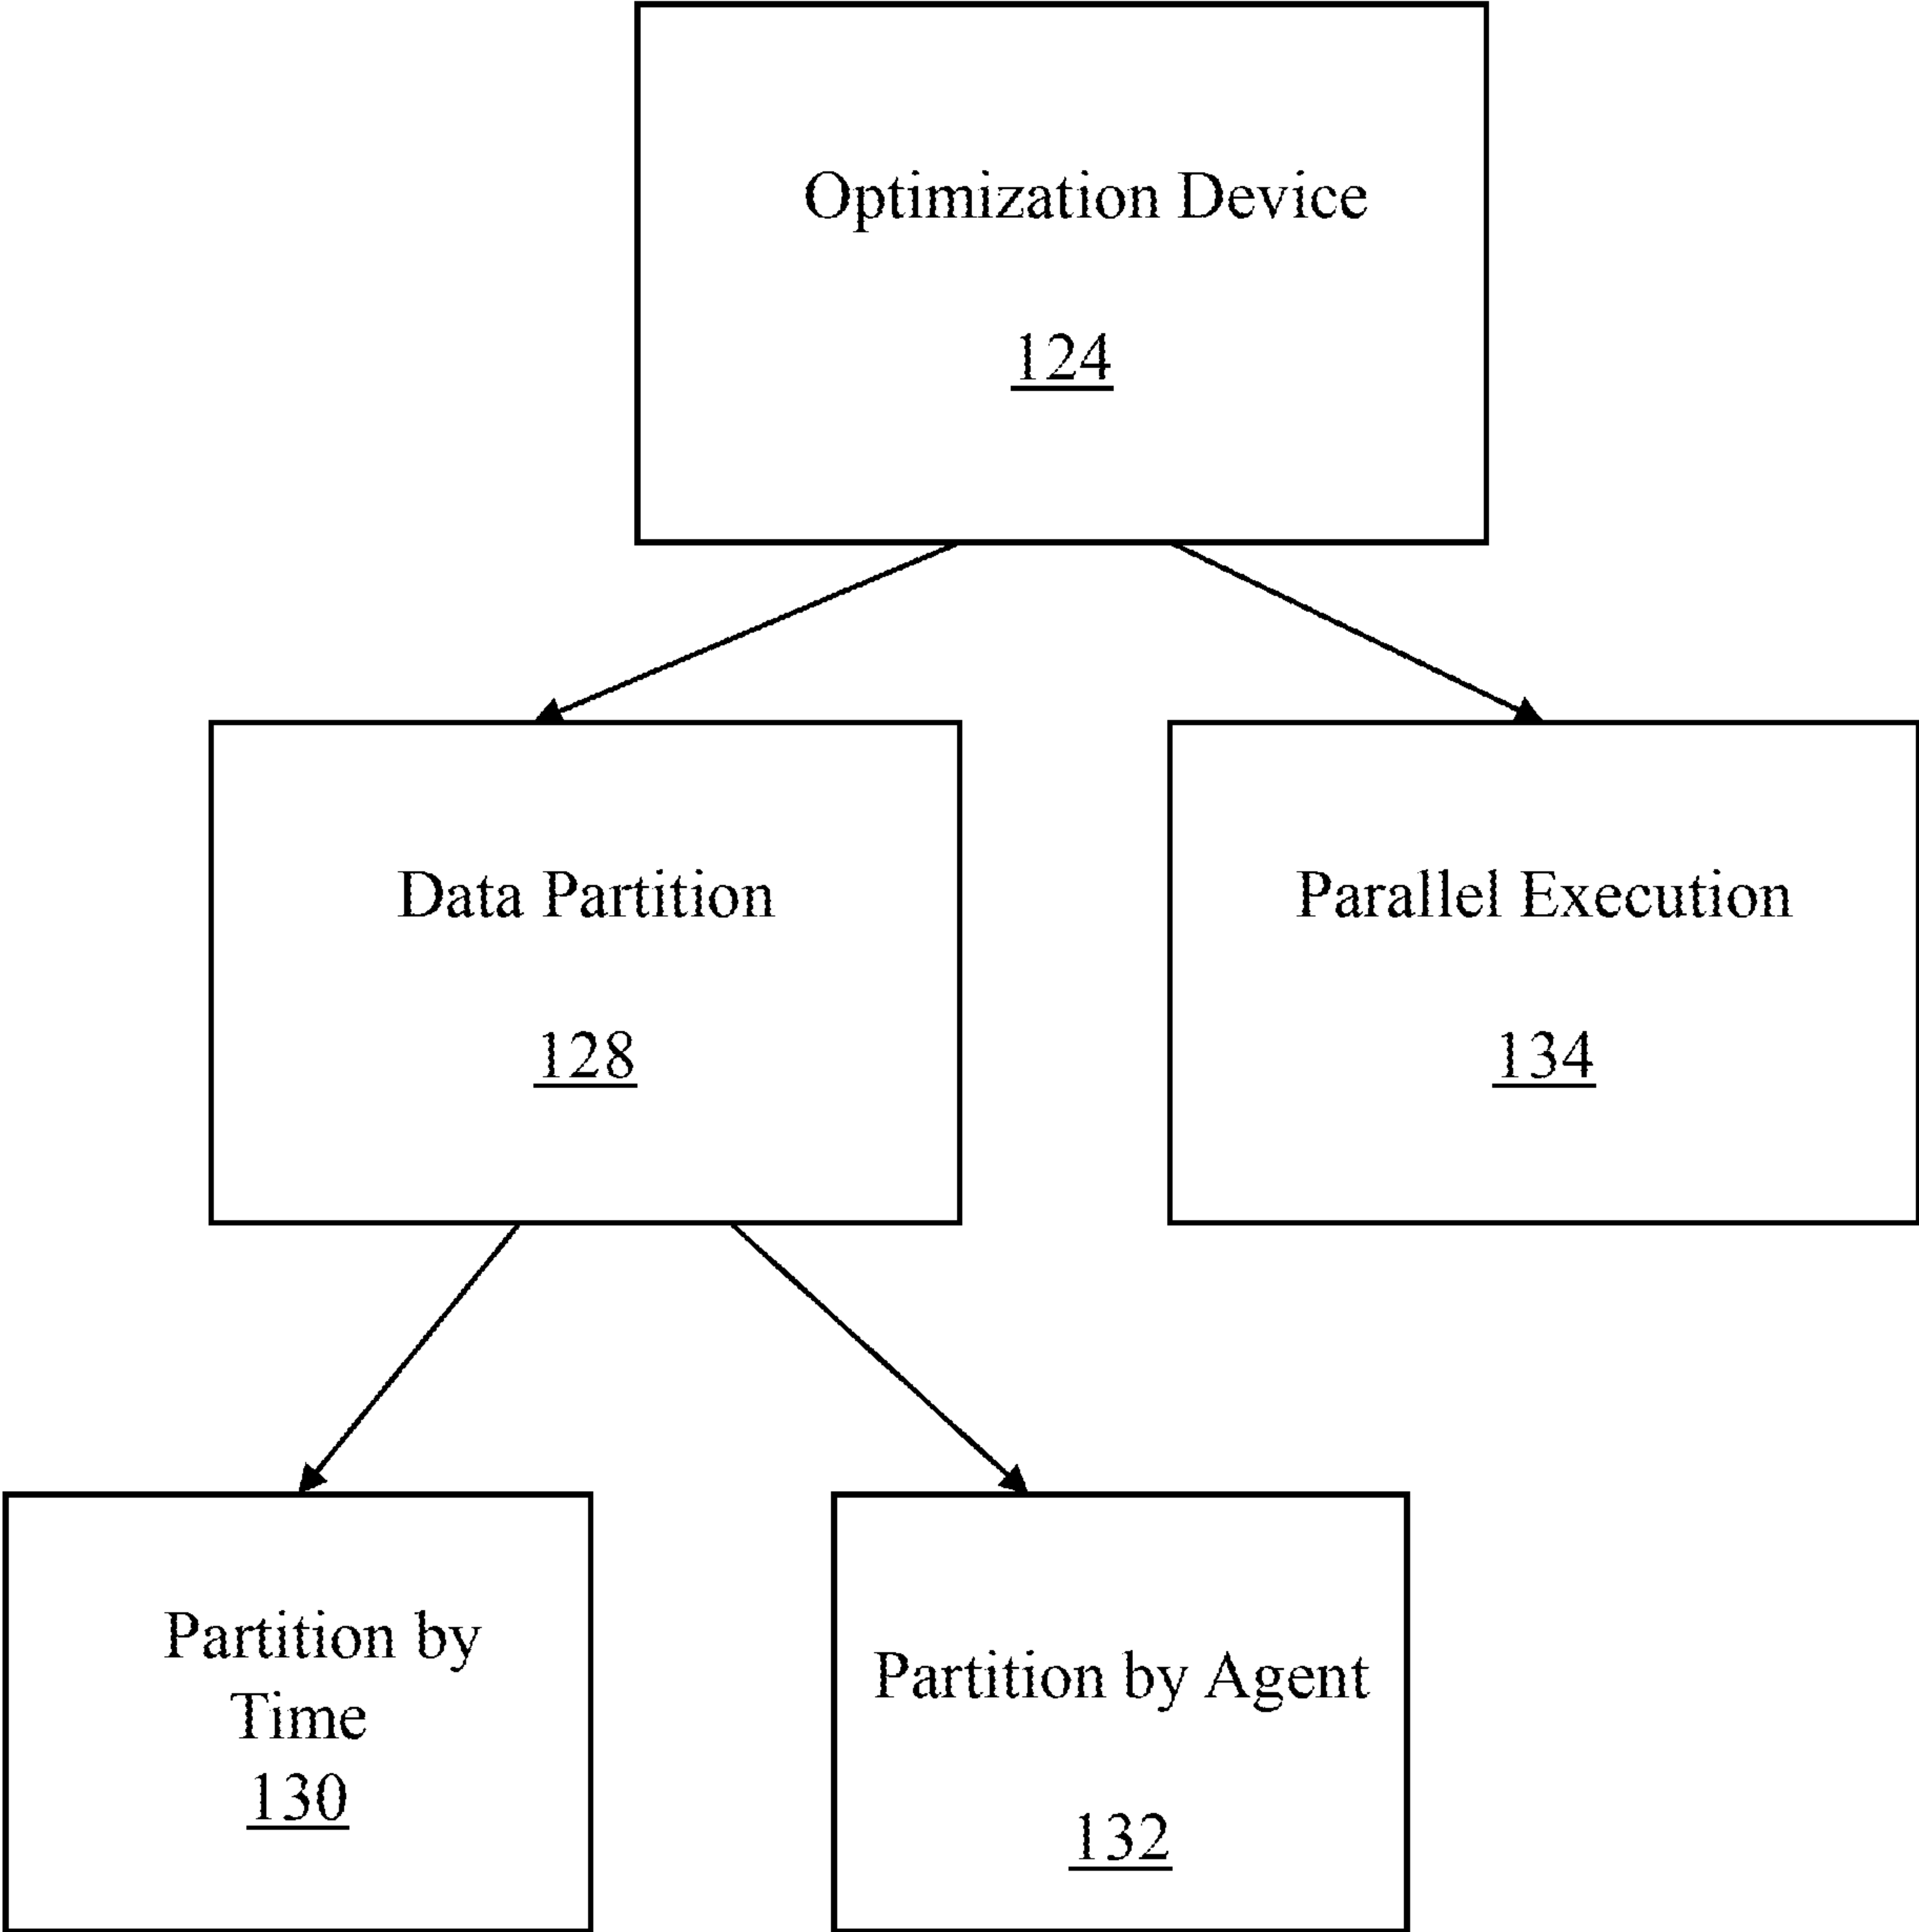 Optimization Device
124
Data Partition
128
Parallel Execution
134
Partition by
Time
130
Partition by Agent
132